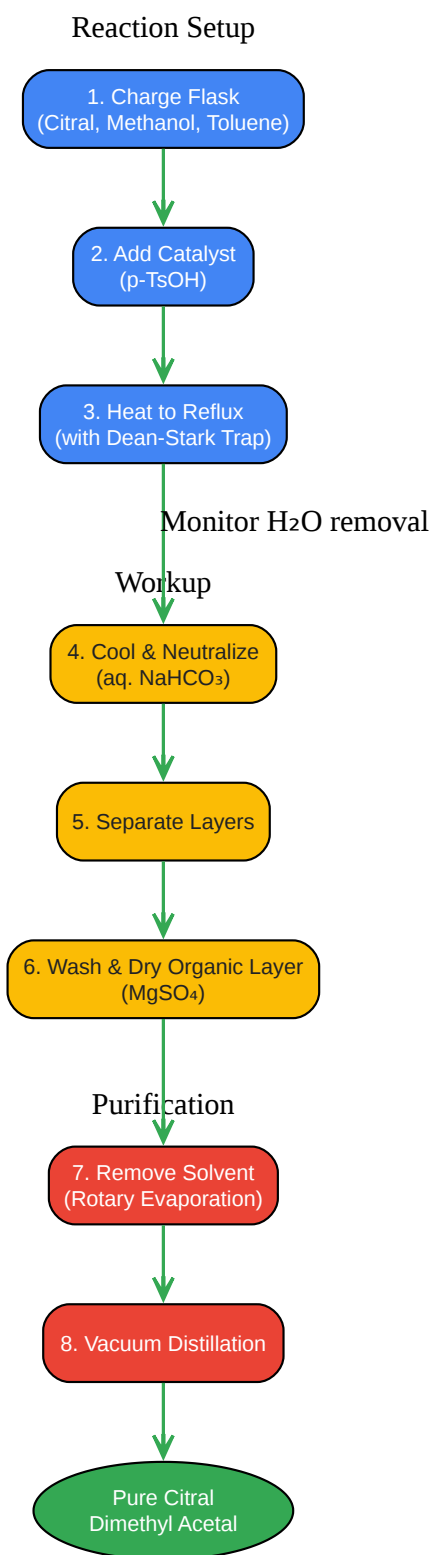 Reaction Setup
1. Charge Flask
(Citral, Methanol, Toluene)
2. Add Catalyst
(p-TsOH)
3. Heat to Reflux
(with Dean-Stark Trap)
Monitor H₂O removal
Workup
4. Cool & Neutralize
(aq. NaHCO₃)
5. Separate Layers
6. Wash & Dry Organic Layer
(MgSO₄)
Purification
7. Remove Solvent
(Rotary Evaporation)
8. Vacuum Distillation
Pure Citral
Dimethyl Acetal